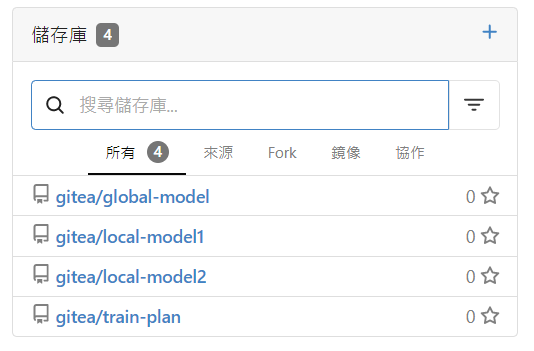 儲存庫 4
搜尋儲存庫...
所有 4 來源 Fork 鏡像 協作
gitea/global-model 0
gitea/local-model1 0
gitea/local-model2 0
gitea/train-plan 0